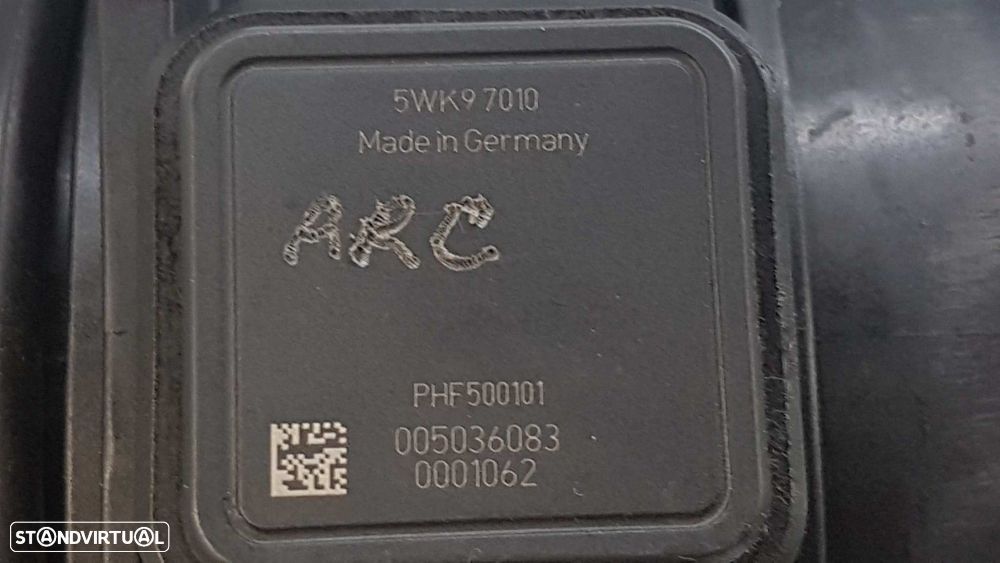 5WK9 7010
Made in Germany
ARC
PHF500101
005036083
0001062
STANDVIRTUAL